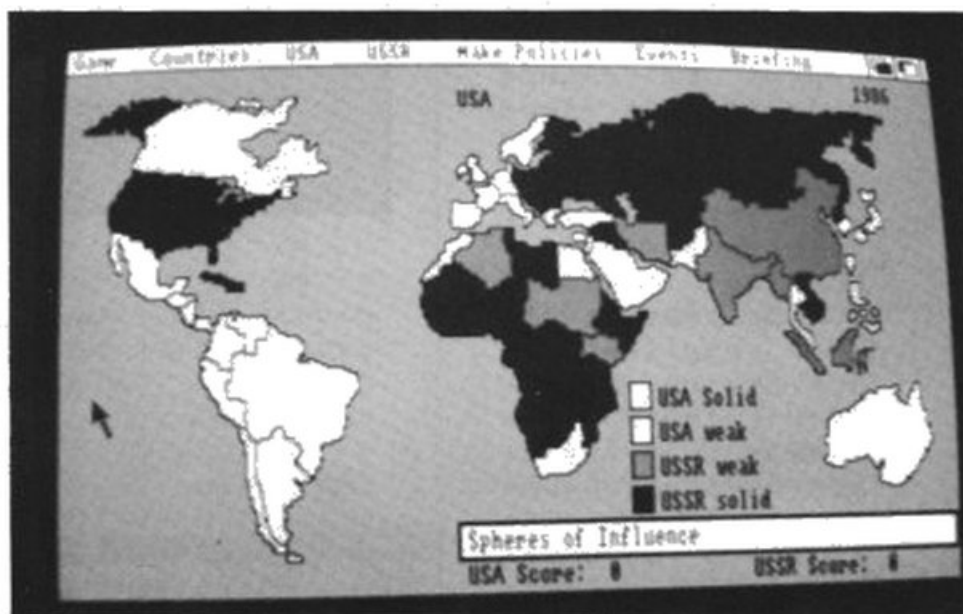 Game Countries USA USSR Make Policies Events Briefing
USA 1986
USA Solid
USA weak
USSR weak
USSR solid
Spheres of Influence
USA Score: 0 USSR Score: 0